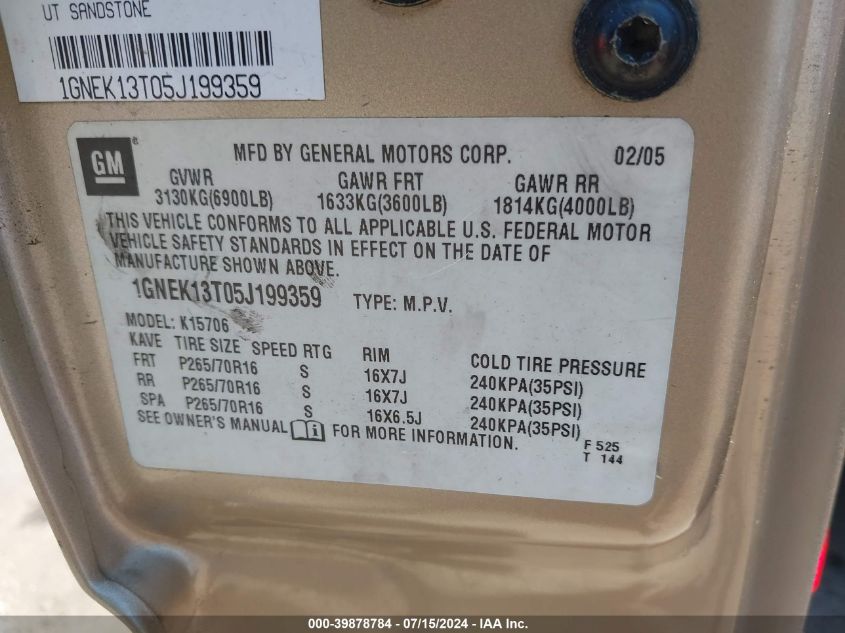 UT SANDSTONE
1GNEK13T05J199359
GM ®
MFD BY GENERAL MOTORS CORP. 02/05
GVWR GAWR FRT GAWR RR
3130KG(6900LB) 1633KG(3600LB) 1814KG(4000LB)
THIS VEHICLE CONFORMS TO ALL APPLICABLE U.S. FEDERAL MOTOR
VEHICLE SAFETY STANDARDS IN EFFECT ON THE DATE OF
MANUFACTURE SHOWN ABOVE.
1GNEK13T05J199359 TYPE: M.P.V.
MODEL: K15706
KAVE TIRE SIZE SPEED RTG RIM COLD TIRE PRESSURE
FRT P265/70R16 S 16X7J 240KPA(35PSI)
RR P265/70R16 S 16X7J 240KPA(35PSI)
SPA P265/70R16 S 16X6.5J 240KPA(35PSI)
SEE OWNER'S MANUAL i FOR MORE INFORMATION.
F 525
T 144
000-39878784 - 07/15/2024 - IAA Inc.